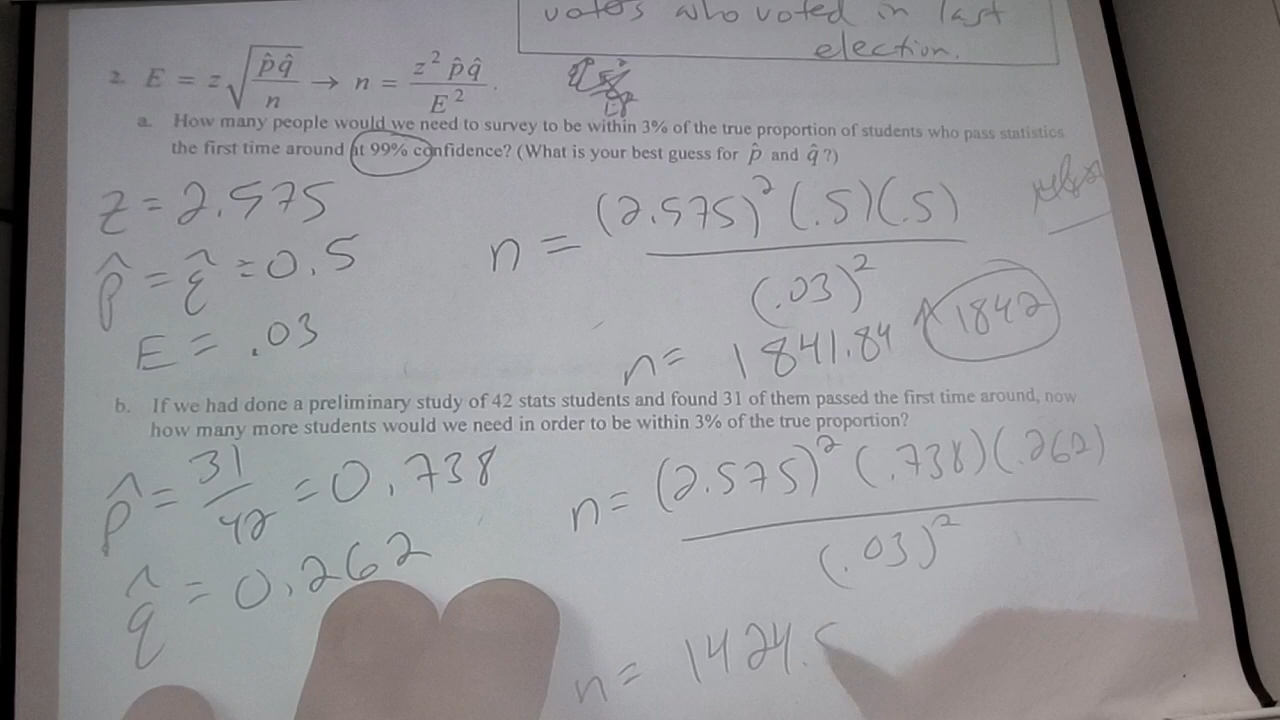 votes who voted in last
election.
2. E = z√(p̂q̂/n) → n = z² p̂q̂ / E².
a. How many people would we need to survey to be within 3% of the true proportion of students who pass statistics
the first time around at 99% confidence? (What is your best guess for p̂ and q̂ ?)
z = 2.575
p̂ = q̂ = 0.5
E = .03
n = (2.575)² (.5)(.5)
(.03)²
n = 1841.84 1842
b. If we had done a preliminary study of 42 stats students and found 31 of them passed the first time around, now
how many more students would we need in order to be within 3% of the true proportion?
p̂ = 31/42 = 0.738
q̂ = 0.262
n = (2.575)² (.738)(.262)
(.03)²
n = 1424.